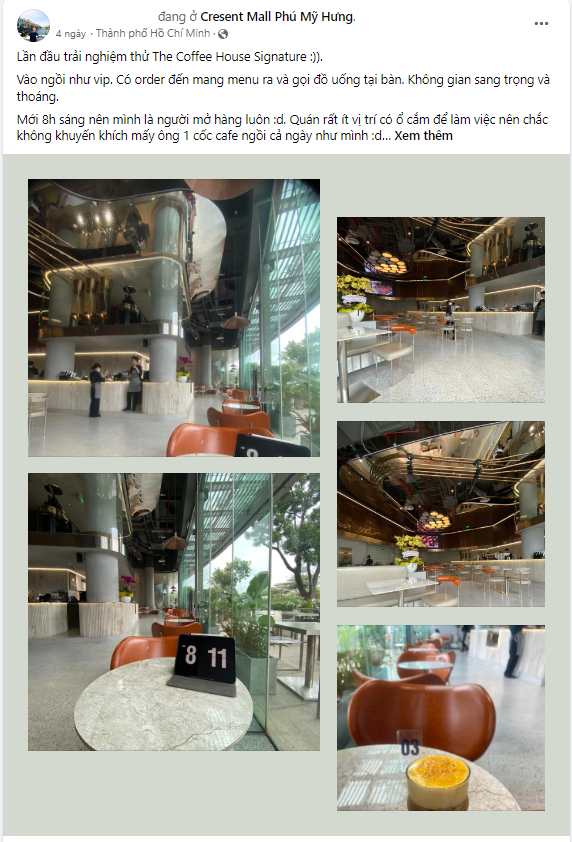 đang ở Cresent Mall Phú Mỹ Hưng.
4 ngày · Thành phố Hồ Chí Minh ·
Lần đầu trải nghiệm thử The Coffee House Signature :)).
Vào ngồi như vip. Có order đến mang menu ra và gọi đồ uống tại bàn. Không gian sang trọng và
thoáng.
Mới 8h sáng nên mình là người mở hàng luôn :d. Quán rất ít vị trí có ổ cắm để làm việc nên chắc
không khuyến khích mấy ông 1 cốc cafe ngồi cả ngày như mình :d... Xem thêm
8 11
03